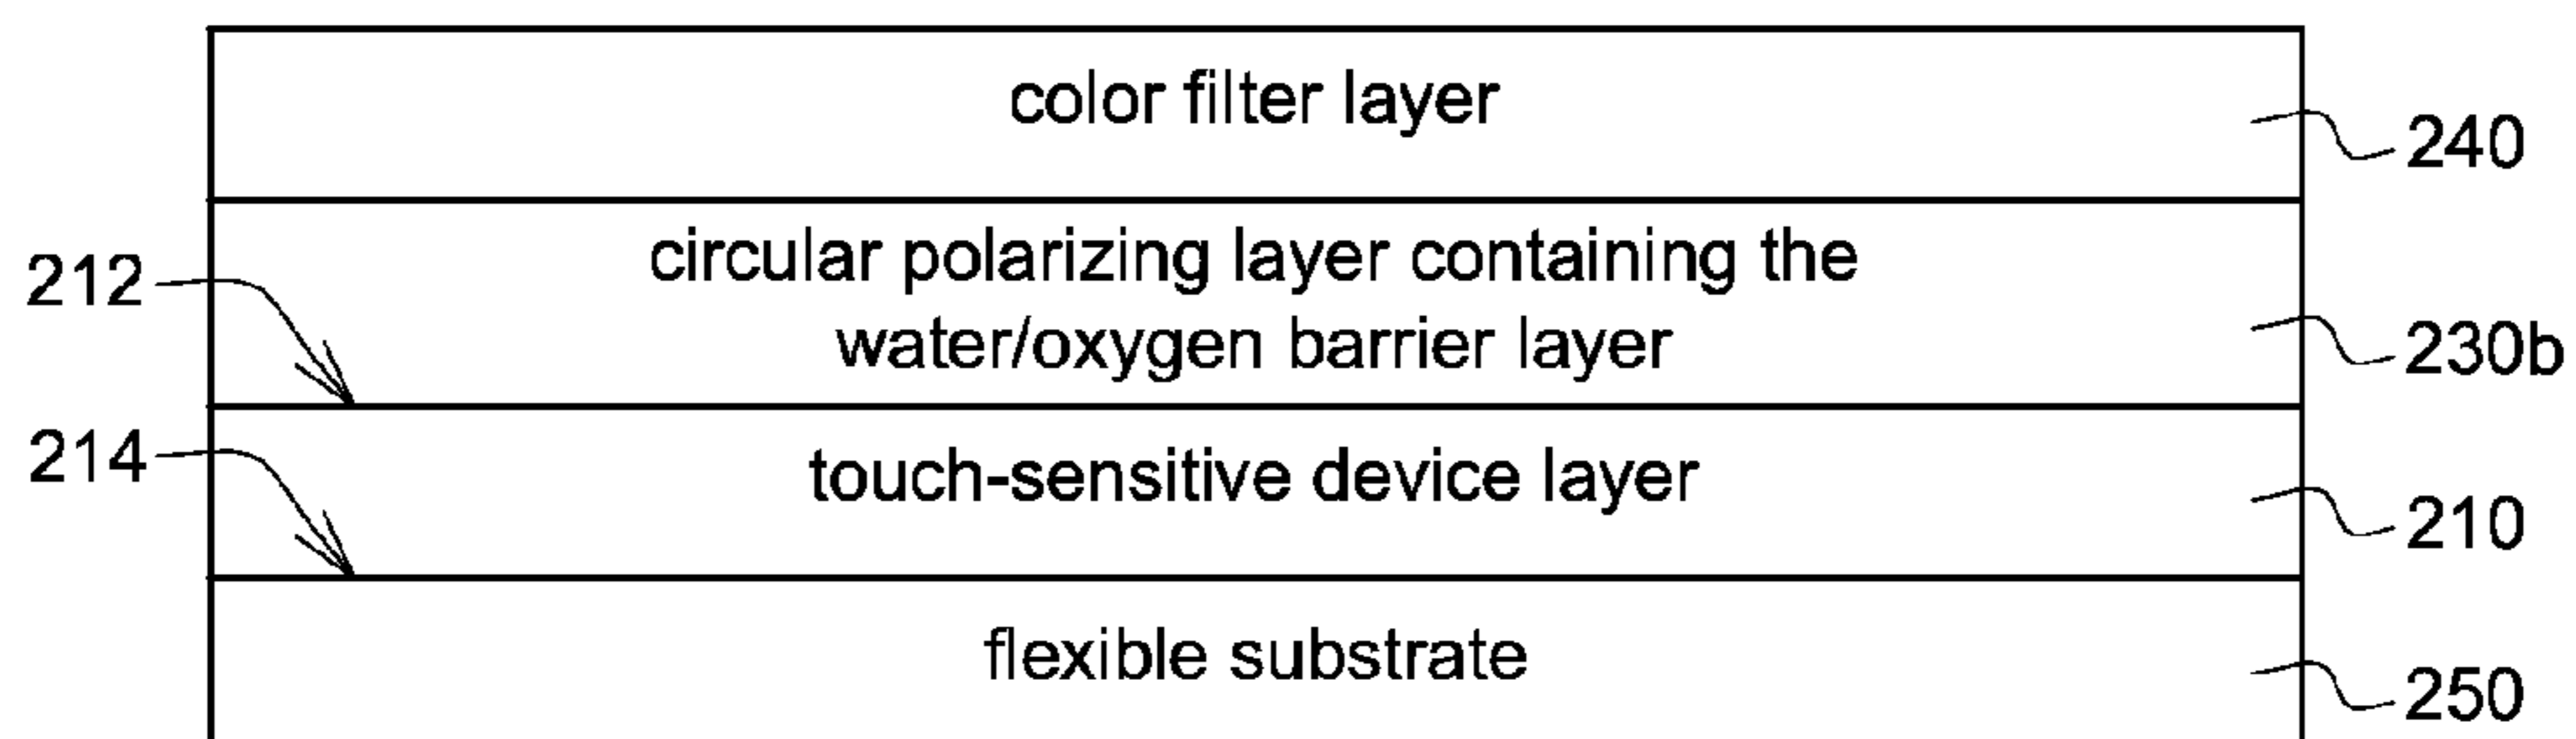 color filter layer
240
circular polarizing layer containing the
water/oxygen barrier layer
212
230b
touch-sensitive device layer
214
210
flexible substrate
250